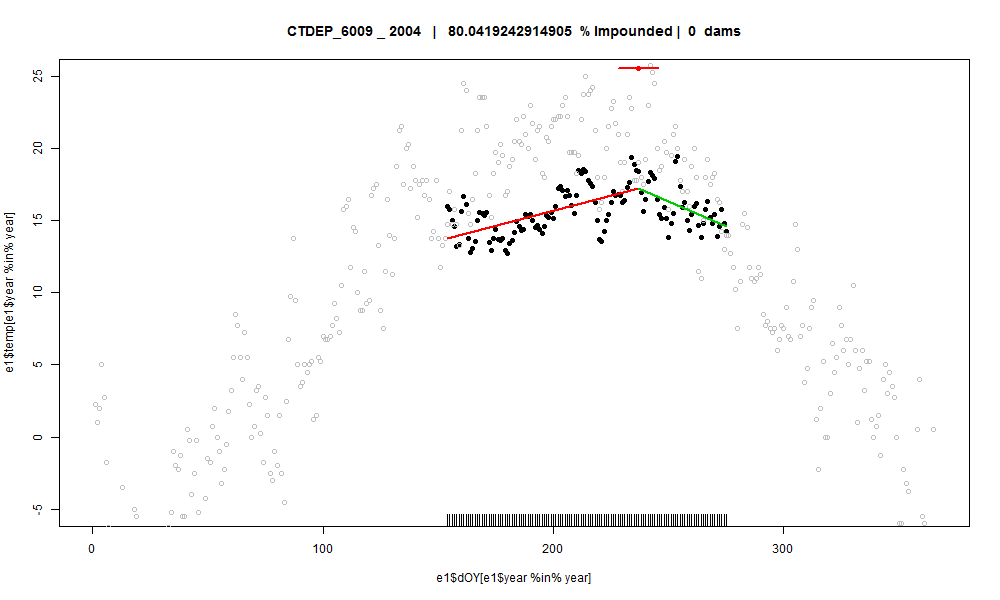 CTDEP_6009 _ 2004 | 80.0419242914905 % Impounded | 0 dams
25
20
15
10
5
0
-5
e1$temp[e1$year %in% year]
0 100 200 300
e1$dOY[e1$year %in% year]